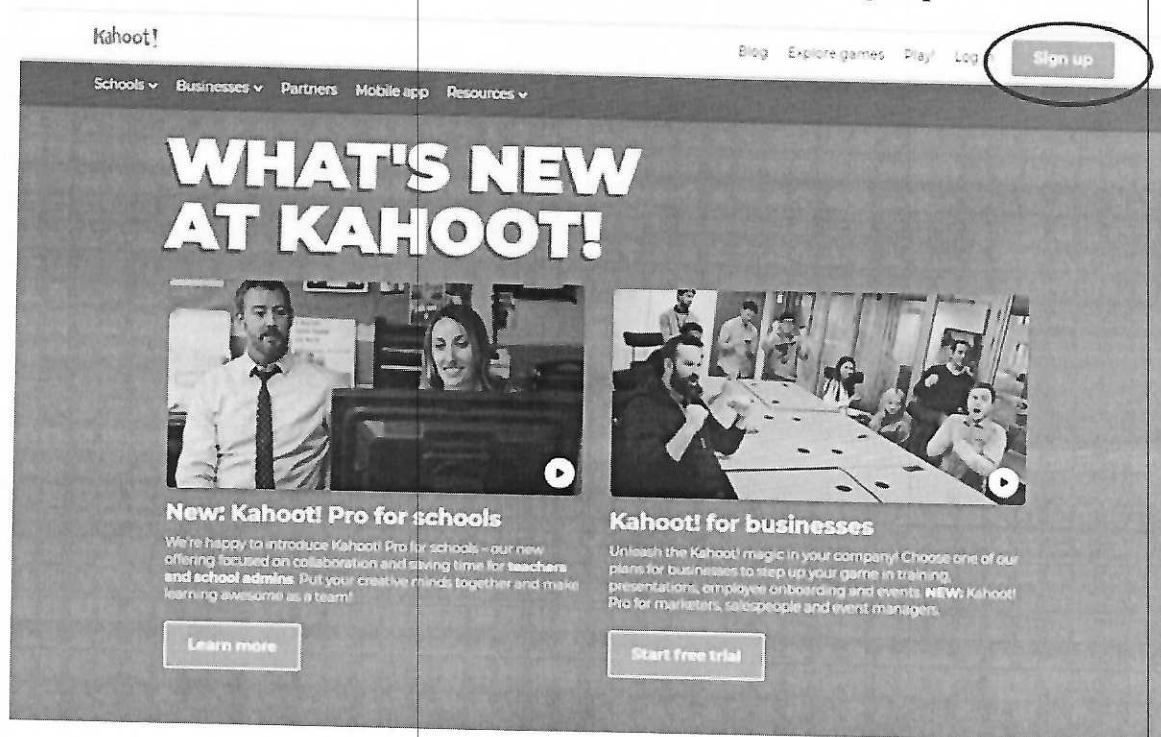 Kahoot!
Blog Explore games Play! Log Sign up
Schools Businesses Partners Mobile app Resources
WHAT'S NEW
AT KAHOOT!
New: Kahoot! Pro for schools
We're happy to introduce Kahoot! Pro for schools – our new
offering focused on collaboration and saving time for teachers
and school admins. Put your creative minds together and make
learning awesome as a team!
Learn more
Kahoot! for businesses
Unleash the Kahoot! magic in your company! Choose one of our
plans for businesses to step up your game in training,
presentations, employee onboarding and events. NEW: Kahoot!
Pro for marketers, salespeople and event managers.
Start free trial